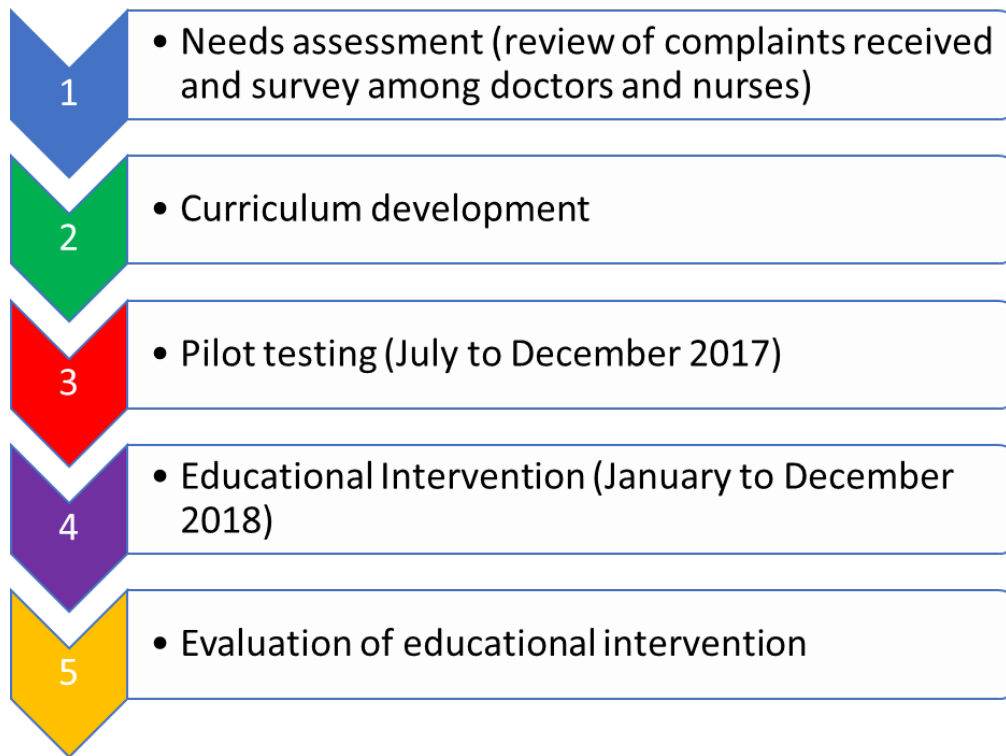 1
• Needs assessment (review of complaints received
and survey among doctors and nurses)
2
• Curriculum development
3
• Pilot testing (July to December 2017)
4
• Educational Intervention (January to December
2018)
5
• Evaluation of educational intervention